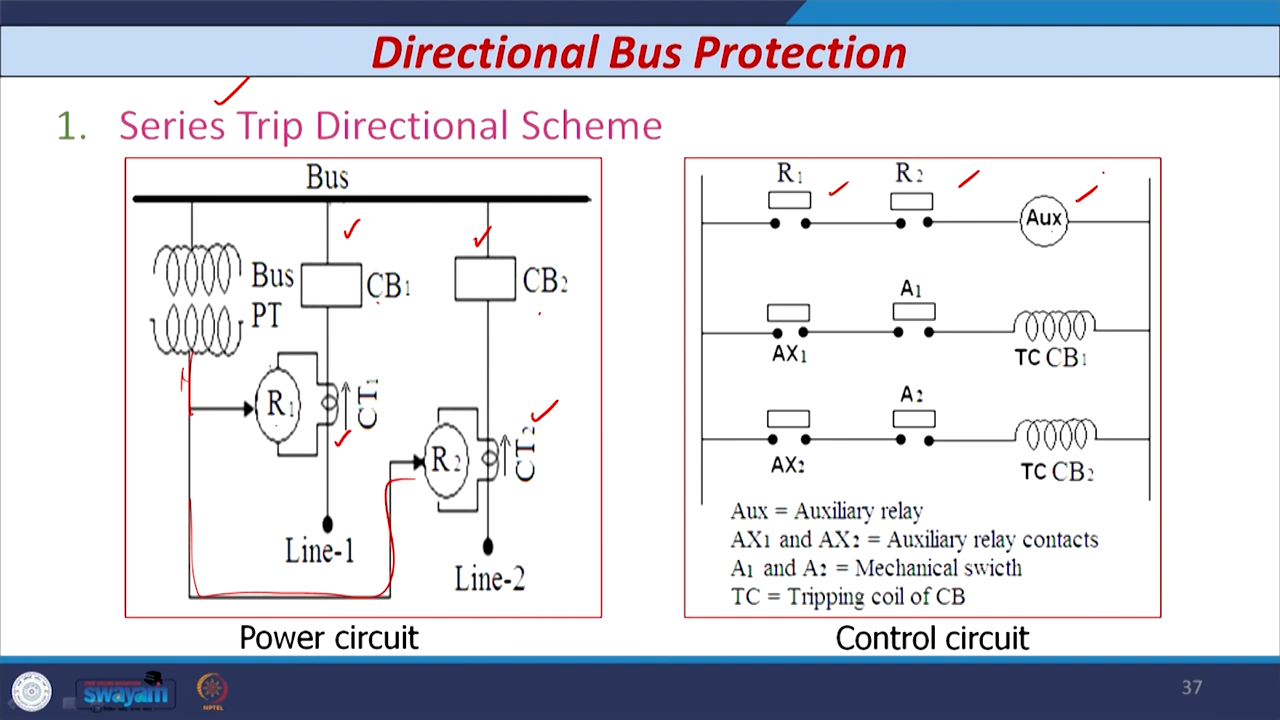 Directional Bus Protection
1. Series Trip Directional Scheme
Bus
Bus
PT
CB1
CB2
R1
CT1
R2
CT2
Line-1
Line-2
Power circuit
R1
R2
Aux
A1
AX1
TC CB1
A2
AX2
TC CB2
Aux = Auxiliary relay
AX1 and AX2 = Auxiliary relay contacts
A1 and A2 = Mechanical swicth
TC = Tripping coil of CB
Control circuit
swayam
NPTEL
37